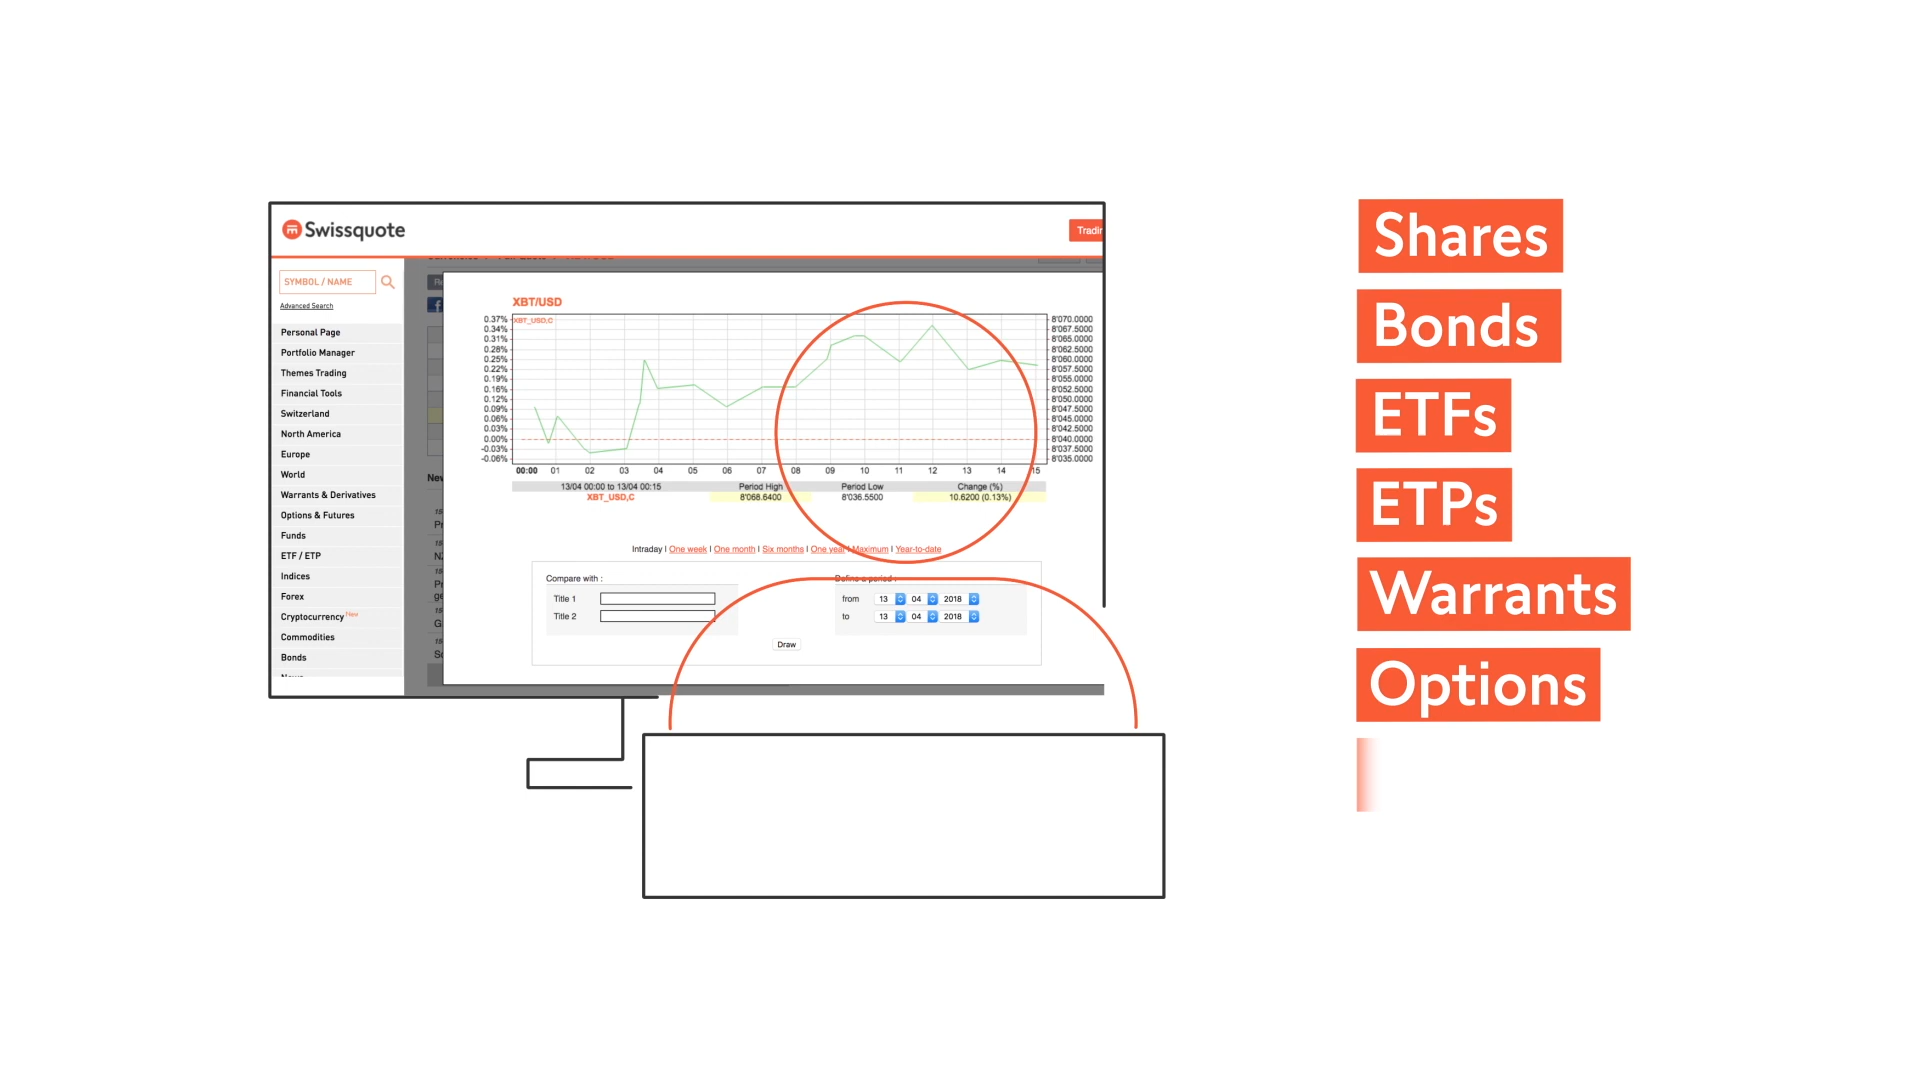 Swissquote
Tradin
SYMBOL / NAME
Advanced Search
Personal Page
Portfolio Manager
Themes Trading
Financial Tools
Switzerland
North America
Europe
World
Warrants & Derivatives
Options & Futures
Funds
ETF / ETP
Indices
Forex
Cryptocurrency New
Commodities
Bonds
XBT/USD
XBT_USD,C
0.37%
0.34%
0.31%
0.28%
0.25%
0.22%
0.19%
0.16%
0.12%
0.09%
0.06%
0.03%
0.00%
-0.03%
-0.06%
8'070.0000
8'067.5000
8'065.0000
8'062.5000
8'060.0000
8'057.5000
8'055.0000
8'052.5000
8'050.0000
8'047.5000
8'045.0000
8'042.5000
8'040.0000
8'037.5000
8'035.0000
00:00 01 02 03 04 05 06 07 08 09 10 11 12 13 14 15
13/04 00:00 to 13/04 00:15 Period High Period Low Change (%)
XBT_USD,C 8'068.6400 8'036.5500 10.6200 (0.13%)
Intraday | One week | One month | Six months | One year | Maximum | Year-to-date
Compare with :
Title 1
Title 2
Define a period :
from 13 04 2018
to 13 04 2018
Draw
Shares
Bonds
ETFs
ETPs
Warrants
Options